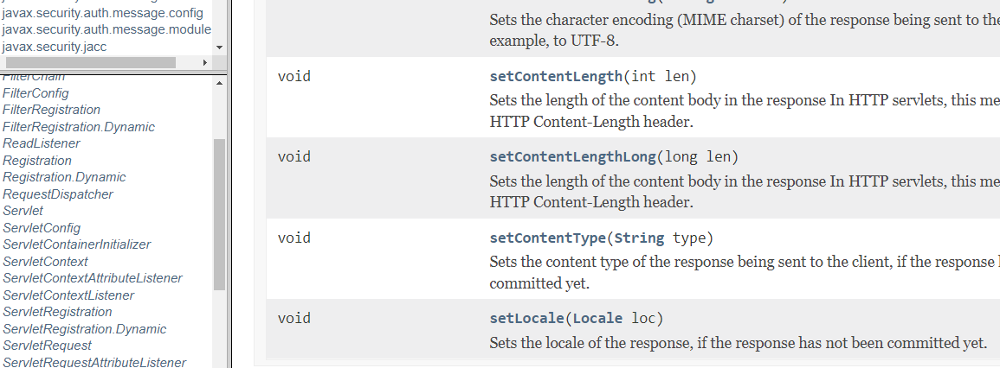 javax.security.auth.message.config
javax.security.auth.message.module
javax.security.jacc
FilterChain
FilterConfig
FilterRegistration
FilterRegistration.Dynamic
ReadListener
Registration
Registration.Dynamic
RequestDispatcher
Servlet
ServletConfig
ServletContainerInitializer
ServletContext
ServletContextAttributeListener
ServletContextListener
ServletRegistration
ServletRegistration.Dynamic
ServletRequest
ServletRequestAttributeListener
Sets the character encoding (MIME charset) of the response being sent to the
example, to UTF-8.
void setContentLength(int len)
Sets the length of the content body in the response In HTTP servlets, this me
HTTP Content-Length header.
void setContentLengthLong(long len)
Sets the length of the content body in the response In HTTP servlets, this me
HTTP Content-Length header.
void setContentType(String type)
Sets the content type of the response being sent to the client, if the response
committed yet.
void setLocale(Locale loc)
Sets the locale of the response, if the response has not been committed yet.